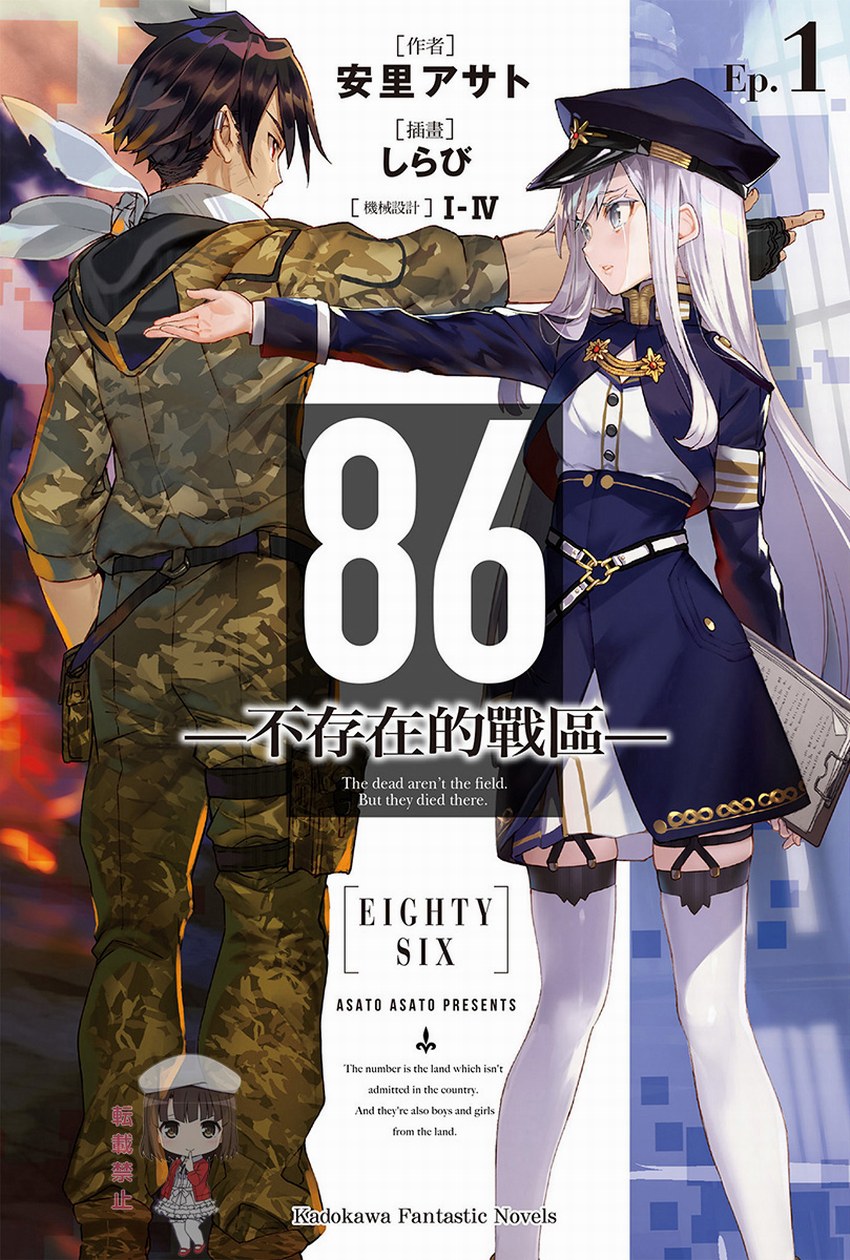 [作者]
安里アサト
[插畫]
しらび
[機械設計] I-IV
Ep. 1
86
—不存在的戰區—
The dead aren't the field.
But they died there.
[EIGHTY
SIX]
ASATO ASATO PRESENTS
The number is the land which isn't
admitted in the country.
And they're also boys and girls
from the land.
転載禁止
Kadokawa Fantastic Novels